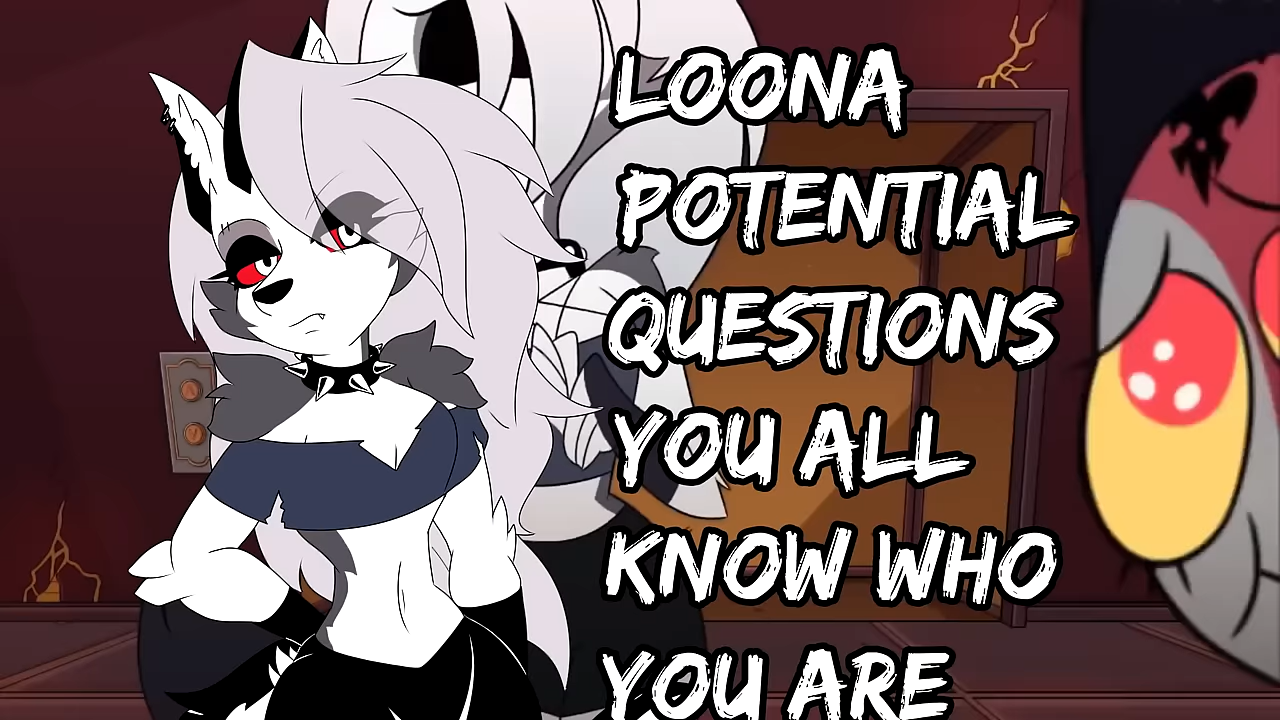 LOONA
POTENTIAL
QUESTIONS
YOU ALL
KNOW WHO
YOU ARE